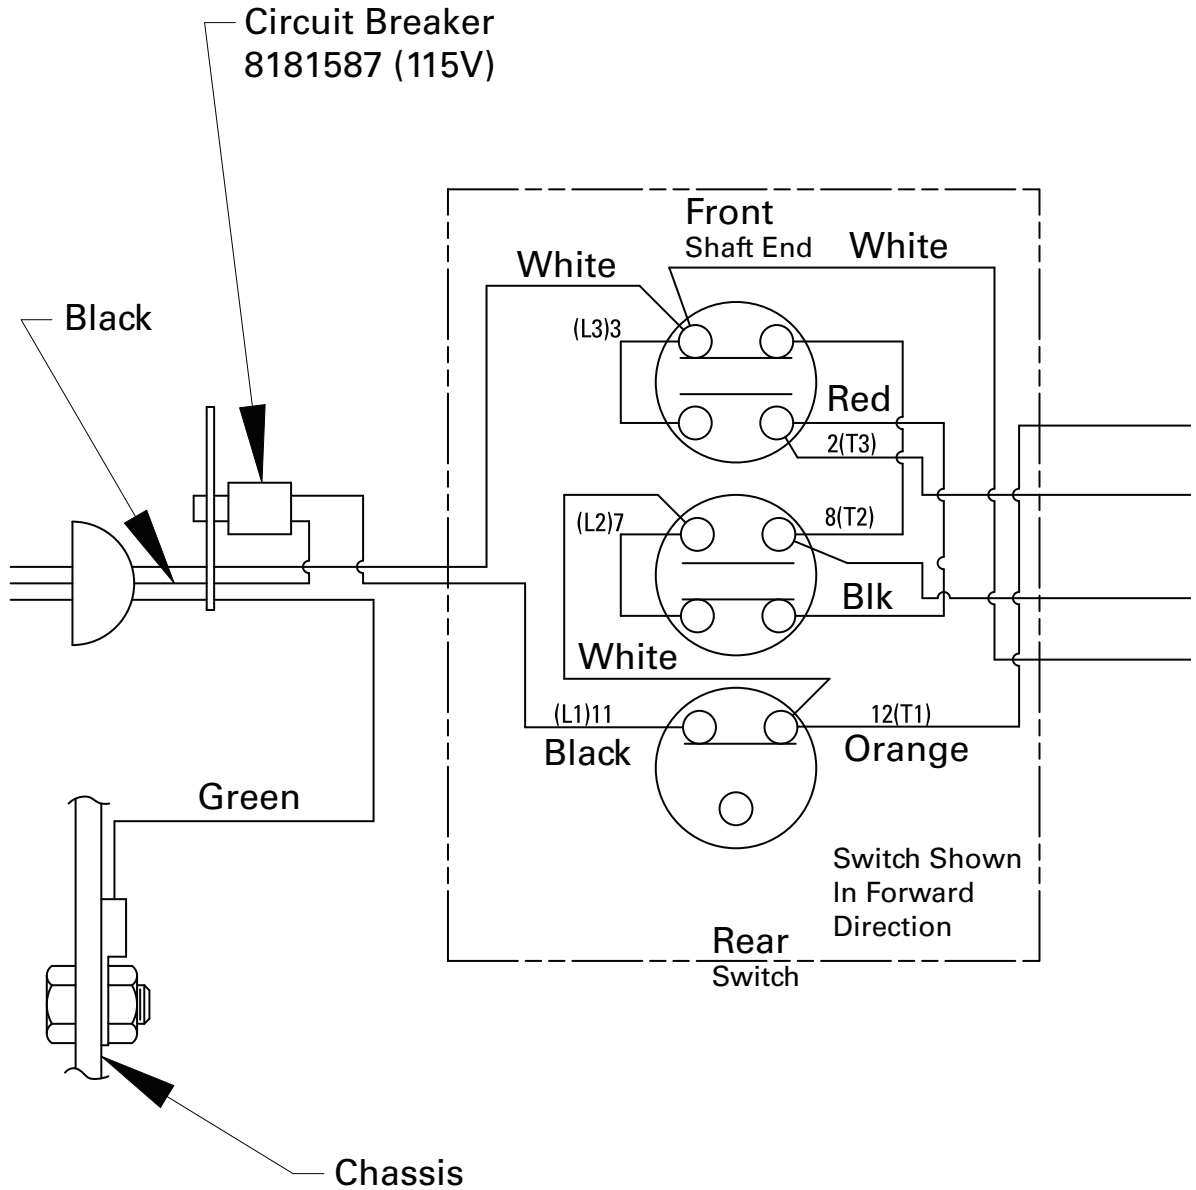 Circuit Breaker
8181587 (115V)
Front
Shaft End
White
White
Black
(L3)3
Red
2(T3)
(L2)7
8(T2)
Blk
White
(L1)11
12(T1)
Black
Orange
Green
Switch Shown
In Forward
Direction
Rear
Switch
Chassis